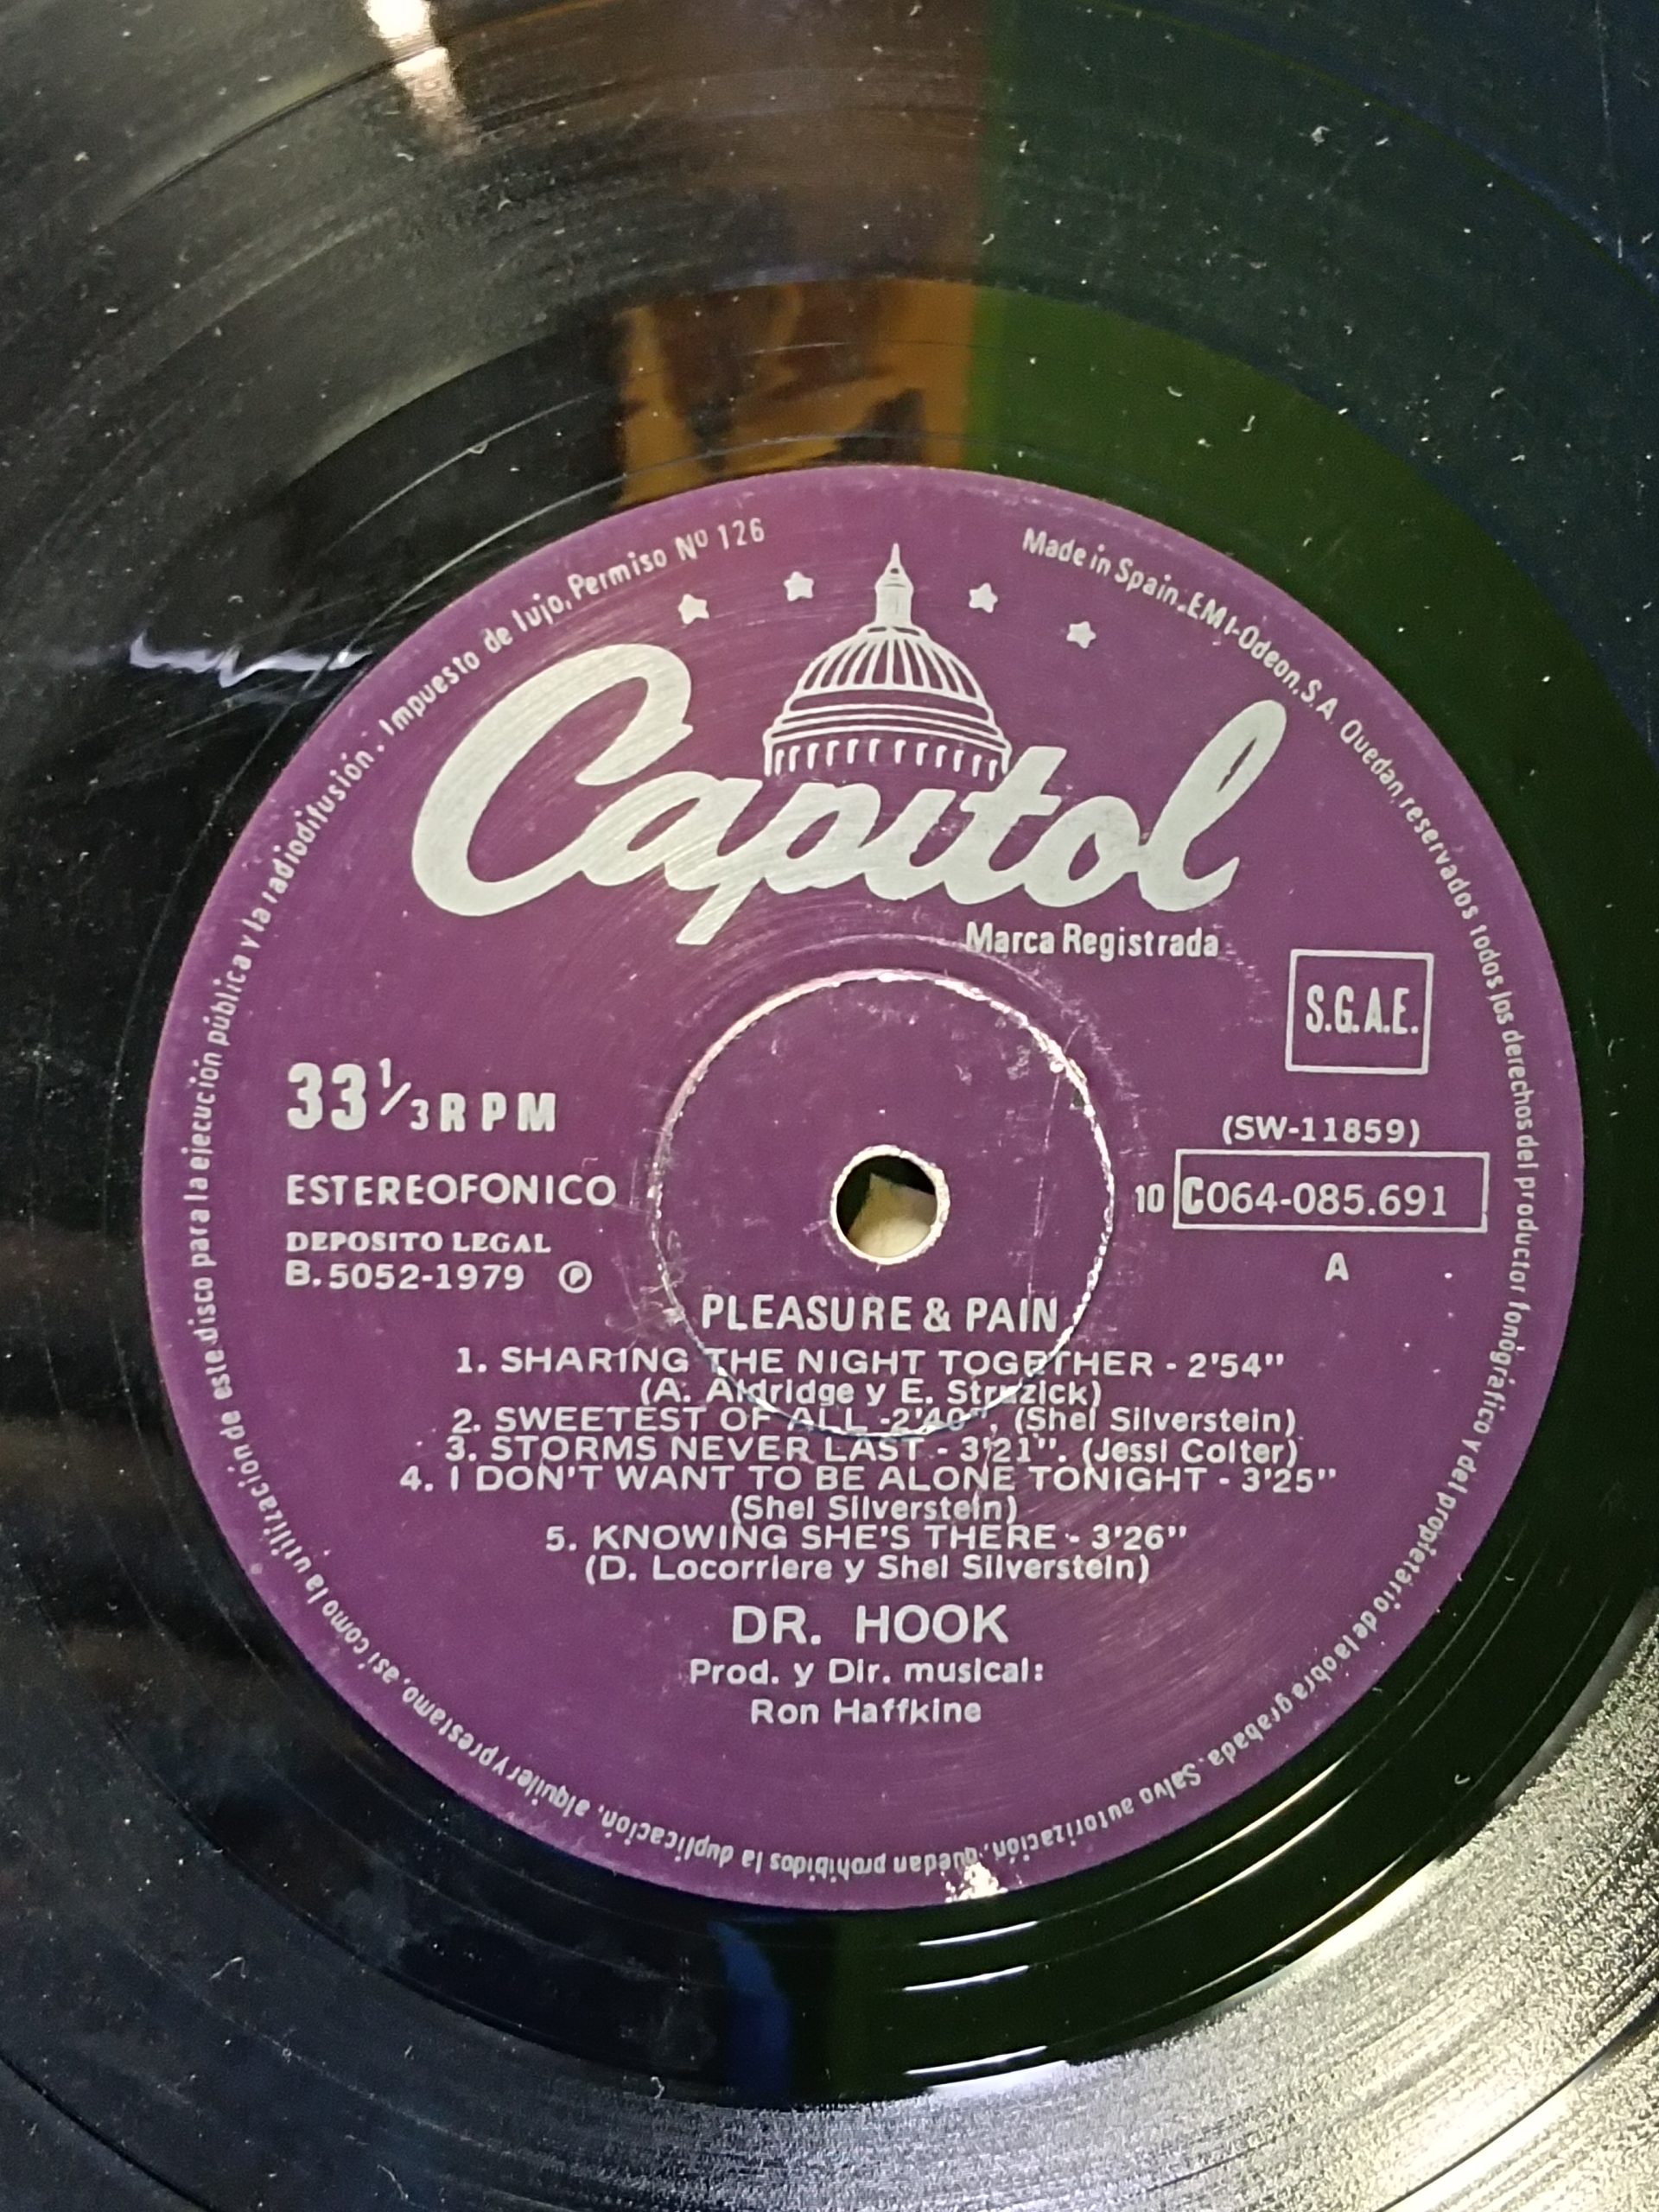 Impuesto de lujo, Permiso Nº 126
Made in Spain. EMI-Odeon. S.A. Quedan reservados todos los derechos del productor fonográfico y del propietario de la obra grabada. Salvo autorización, quedan prohibidos la duplicación, alquiler y prestamo, así como la utilización de este disco para la ejecución pública y la radiodifusión.
Capitol
Marca Registrada
S.G.A.E.
33 1/3 RPM
(SW-11859)
ESTEREOFONICO
10 C064-085.691
DEPOSITO LEGAL
B. 5052-1979 ℗
A
PLEASURE & PAIN
1. SHARING THE NIGHT TOGETHER - 2'54"
(A. Aldridge y E. Struzick)
2. SWEETEST OF ALL -2'40". (Shel Silverstein)
3. STORMS NEVER LAST - 3'21". (Jessi Colter)
4. I DON'T WANT TO BE ALONE TONIGHT - 3'25"
(Shel Silverstein)
5. KNOWING SHE'S THERE - 3'26"
(D. Locorriere y Shel Silverstein)
DR. HOOK
Prod. y Dir. musical:
Ron Haffkine